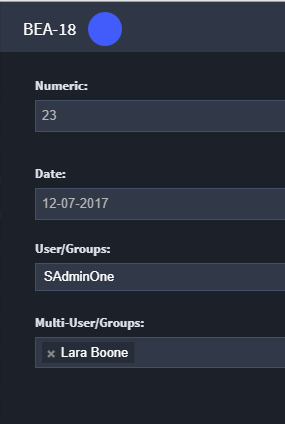 BEA-18
Numeric:
23
Date:
12-07-2017
User/Groups:
SAdminOne
Multi-User/Groups:
× Lara Boone